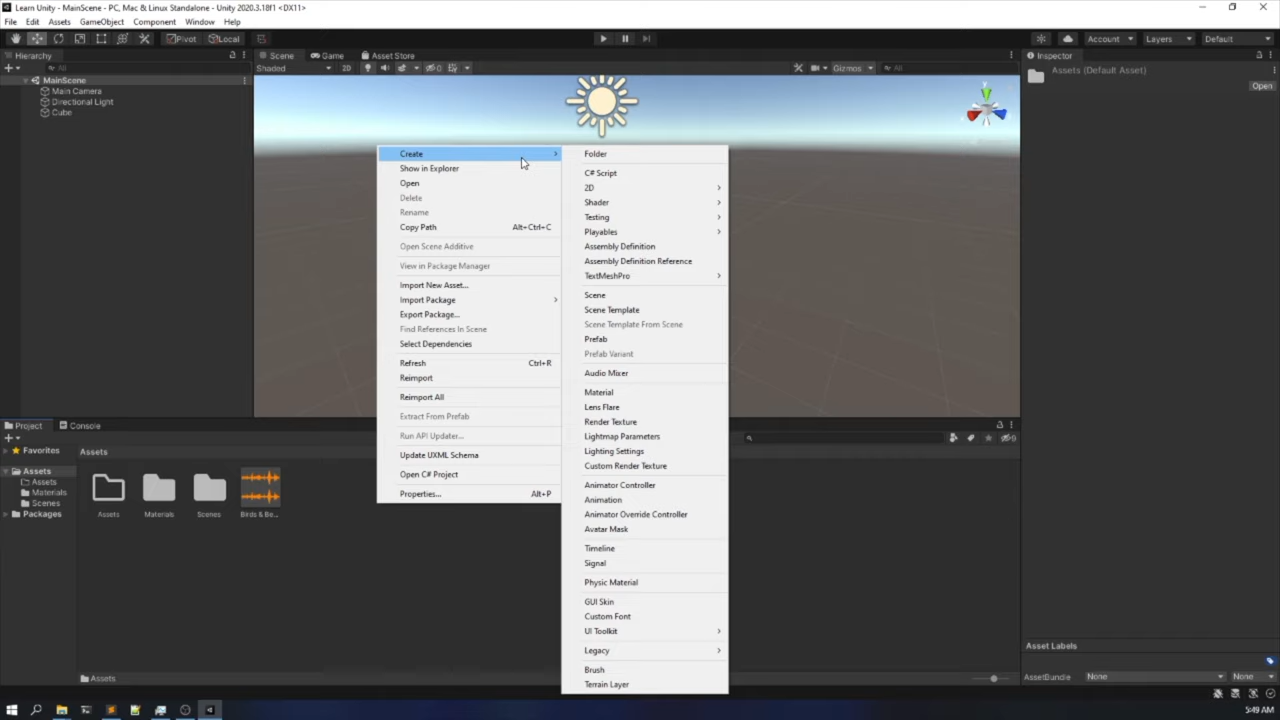 Learn Unity - MainScene - PC, Mac & Linux Standalone - Unity 2020.3.18f1 <DX11>
File Edit Assets GameObject Component Window Help
Pivot Local Account Layers Default
Hierarchy
All
MainScene
Main Camera
Directional Light
Cube
Scene Game Asset Store
Shaded 2D 0 Gizmos All
Inspector
Assets (Default Asset)
Open
Create
Show in Explorer
Open
Delete
Rename
Copy Path Alt+Ctrl+C
Open Scene Additive
View in Package Manager
Import New Asset...
Import Package
Export Package...
Find References In Scene
Select Dependencies
Refresh Ctrl+R
Reimport
Reimport All
Extract From Prefab
Run API Updater...
Update UXML Schema
Open C# Project
Properties... Alt+P
Folder
C# Script
2D
Shader
Testing
Playables
Assembly Definition
Assembly Definition Reference
TextMeshPro
Scene
Scene Template
Scene Template From Scene
Prefab
Prefab Variant
Audio Mixer
Material
Lens Flare
Render Texture
Lightmap Parameters
Lighting Settings
Custom Render Texture
Animator Controller
Animation
Animator Override Controller
Avatar Mask
Timeline
Signal
Physic Material
GUI Skin
Custom Font
UI Toolkit
Legacy
Brush
Terrain Layer
Project Console
Favorites
Assets
Assets
Materials
Scenes
Packages
Assets
Assets Materials Scenes Birds & Be...
Assets
Asset Labels
AssetBundle None None
5:49 AM